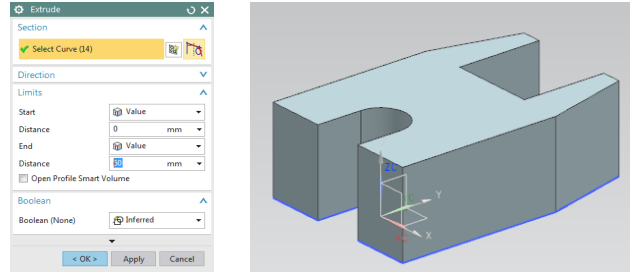 Extrude
Section
Select Curve (14)
Direction
Limits
Start Value
Distance 0 mm
End Value
Distance 50 mm
Open Profile Smart Volume
Boolean
Boolean (None) Inferred
< OK > Apply Cancel
ZC
Y
X